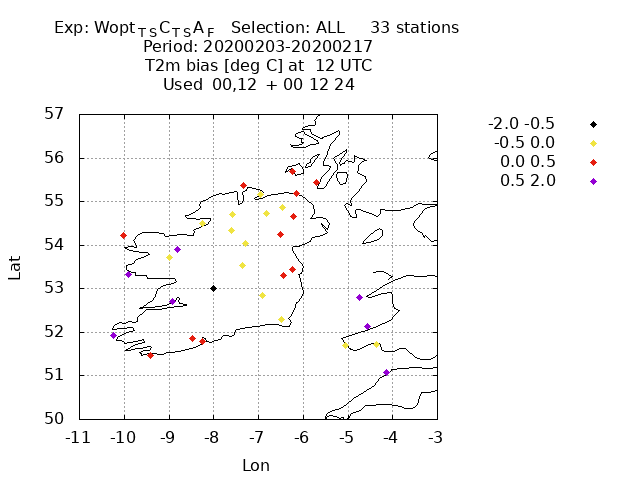 Exp: Wopt T S C T S A F Selection: ALL 33 stations
Period: 20200203-20200217
T2m bias [deg C] at 12 UTC
Used 00,12 + 00 12 24
-2.0 -0.5
-0.5 0.0
0.0 0.5
0.5 2.0
57
56
55
54
53
52
51
50
Lat
-11 -10 -9 -8 -7 -6 -5 -4 -3
Lon